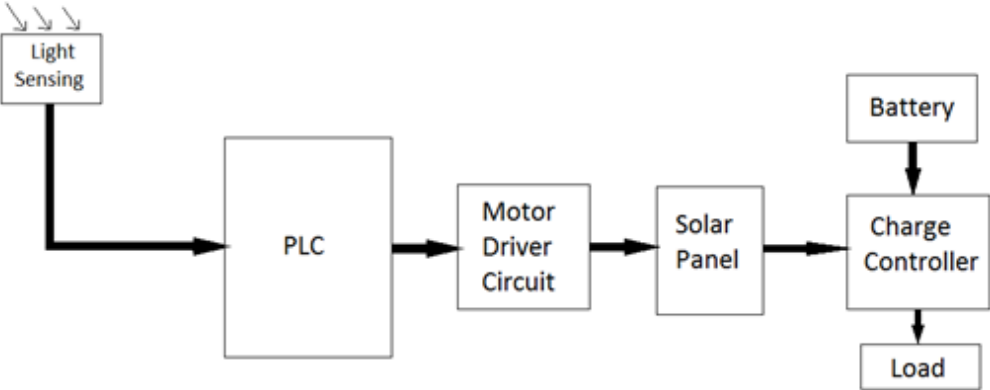 Light
Sensing
PLC
Motor
Driver
Circuit
Solar
Panel
Battery
Charge
Controller
Load